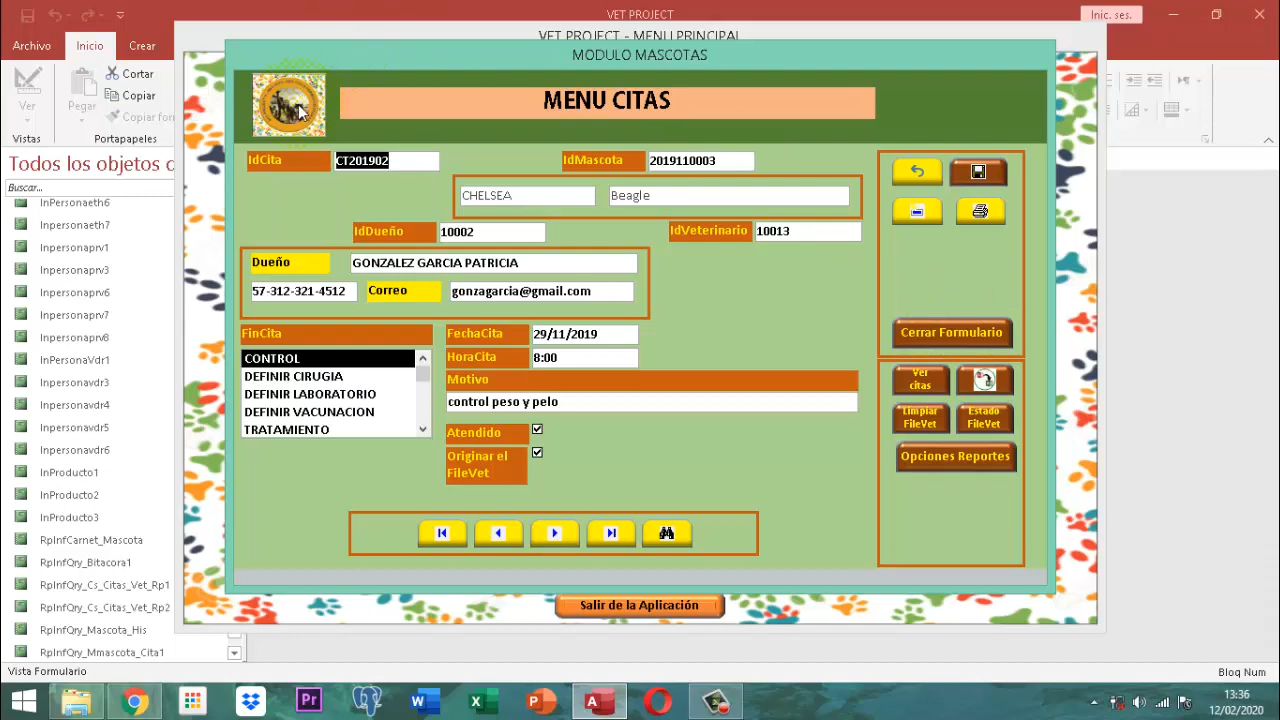 VET PROJECT
Inic. ses.
Archivo
Inicio
Crear
VET PROJECT - MENU PRINCIPAL
MODULO MASCOTAS
Ver
Vistas
Pegar
Cortar
Copiar
Copiar form
Portapapeles
Todos los objetos d
Buscar...
InPersonaeth6
Inpersonaeth7
Inpersonaprv1
Inpersonaprv3
Inpersonaprv6
Inpersonaprv7
Inpersonaprv8
InPersonaVdr1
Inpersonavdr3
Inpersonavdr4
Inpersonavdr5
Inpersonavdr6
InProducto1
InProducto2
InProducto3
RpInfCarnet_Mascota
RpInfQry_Bitacora1
RpInfQry_Cs_Citas_Vet_Rp1
RpInfQry_Cs_Citas_Vet_Rp2
RpInfQry_Mascota_His
RpInfQry_Mmascota_Cita1
MENU CITAS
IdCita CT201902 IdMascota 2019110003
CHELSEA Beagle
IdDueño 10002 IdVeterinario 10013
Dueño GONZALEZ GARCIA PATRICIA
57-312-321-4512 Correo gonzagarcia@gmail.com
FinCita
CONTROL
DEFINIR CIRUGIA
DEFINIR LABORATORIO
DEFINIR VACUNACION
TRATAMIENTO
FechaCita 29/11/2019
HoraCita 8:00
Motivo
control peso y pelo
Atendido
Originar el
FileVet
Cerrar Formulario
Ver
citas
Limpiar
FileVet
Estado
FileVet
Opciones Reportes
Salir de la Aplicación
Vista Formulario
Bloq Num
Pr
13:36
12/02/2020